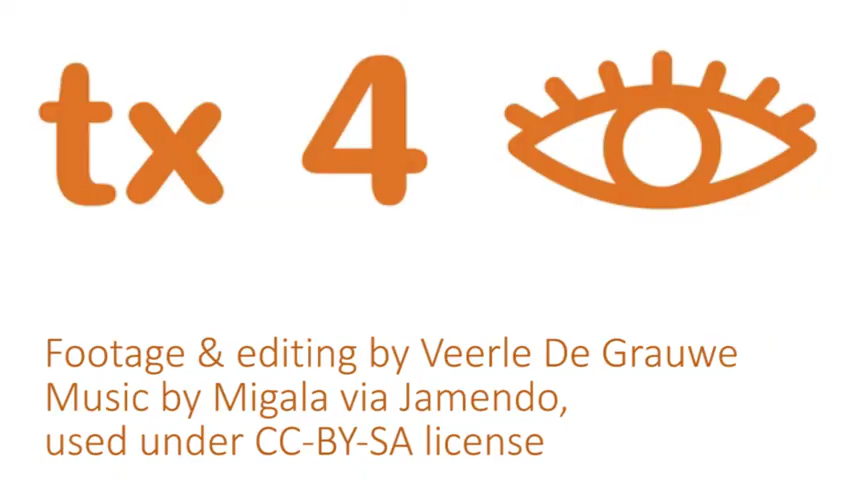 tx 4
Footage & editing by Veerle De Grauwe
Music by Migala via Jamendo,
used under CC-BY-SA license